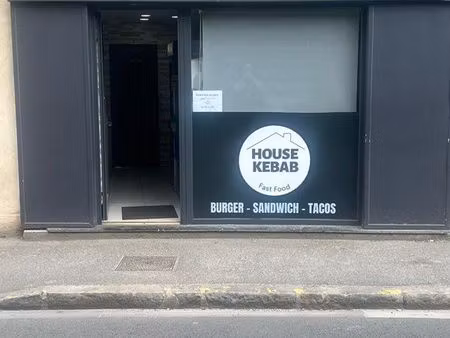 HOUSE
KEBAB
Fast Food
BURGER - SANDWICH - TACOS